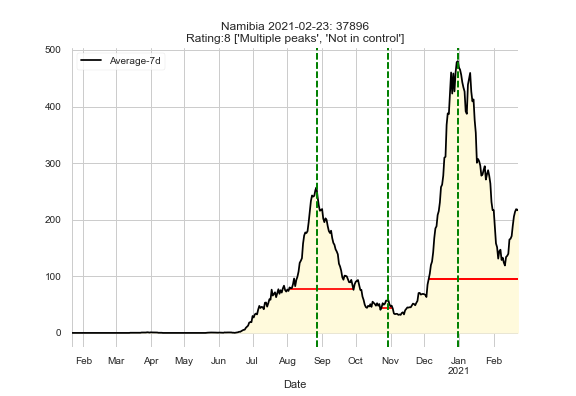 Namibia 2021-02-23: 37896
Rating:8 ['Multiple peaks', 'Not in control']
Average-7d
500
400
300
200
100
0
Feb Mar Apr May Jun Jul Aug Sep Oct Nov Dec Jan Feb
2021
Date